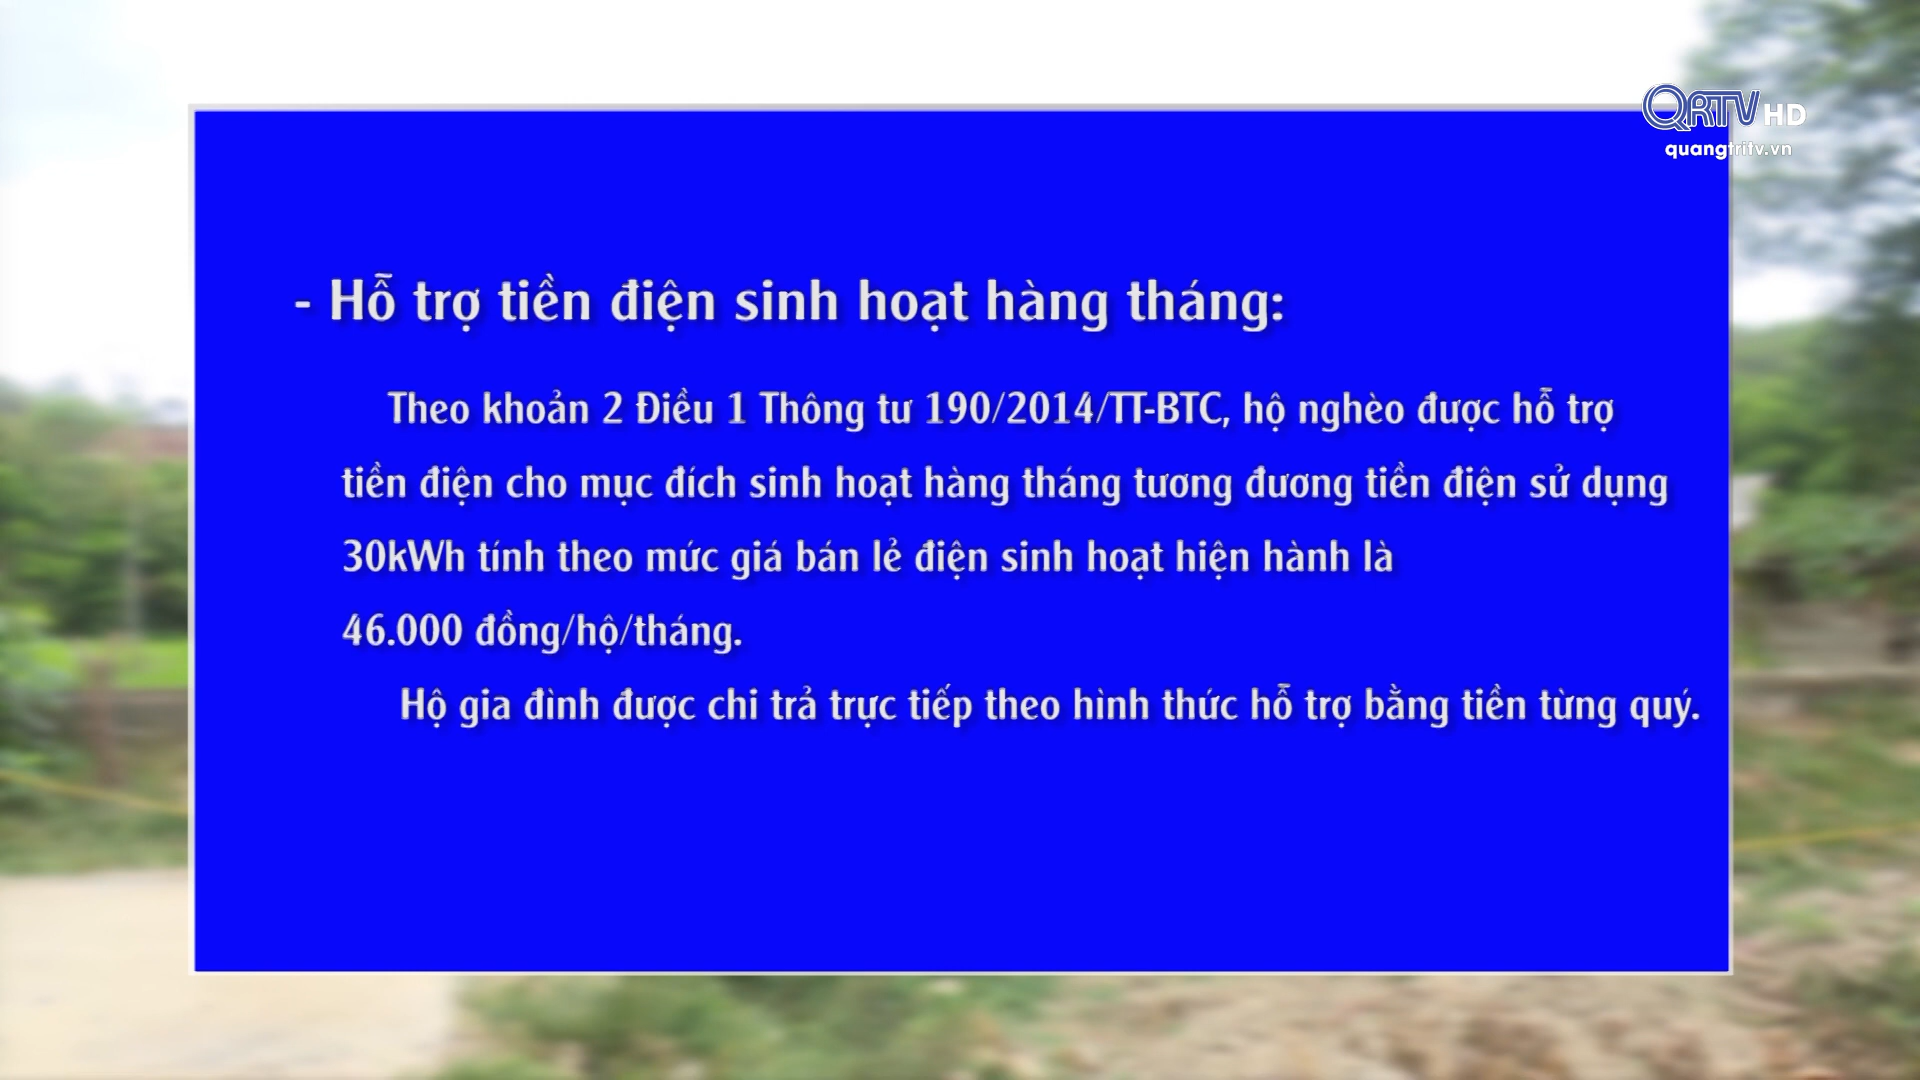 QRTV HD
quangtritv.vn
- Hỗ trợ tiền điện sinh hoạt hàng tháng:
Theo khoản 2 Điều 1 Thông tư 190/2014/TT-BTC, hộ nghèo được hỗ trợ
tiền điện cho mục đích sinh hoạt hàng tháng tương đương tiền điện sử dụng
30kWh tính theo mức giá bán lẻ điện sinh hoạt hiện hành là
46.000 đồng/hộ/tháng.
Hộ gia đình được chi trả trực tiếp theo hình thức hỗ trợ bằng tiền từng quý.